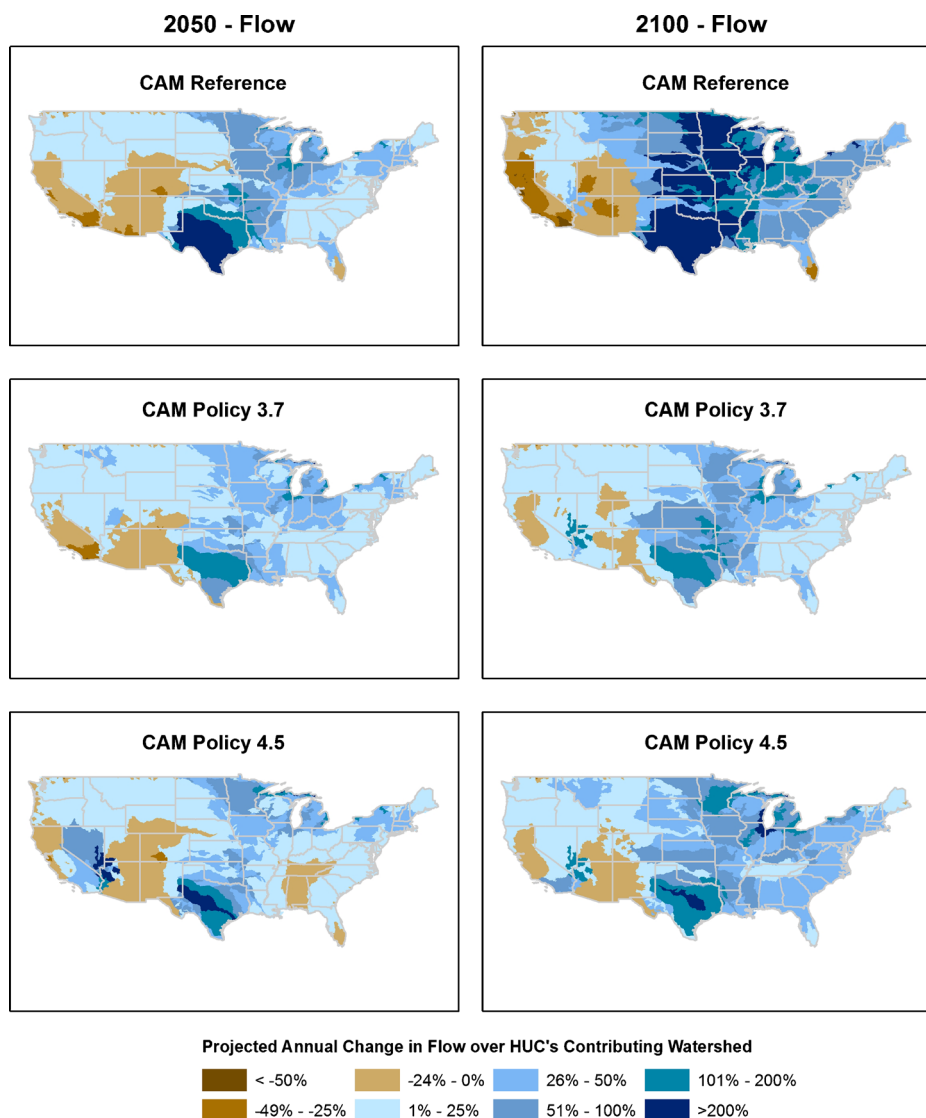 2050 - Flow
2100 - Flow
CAM Reference
CAM Reference
CAM Policy 3.7
CAM Policy 3.7
CAM Policy 4.5
CAM Policy 4.5
Projected Annual Change in Flow over HUC's Contributing Watershed
< -50% -24% - 0% 26% - 50% 101% - 200%
-49% - -25% 1% - 25% 51% - 100% >200%